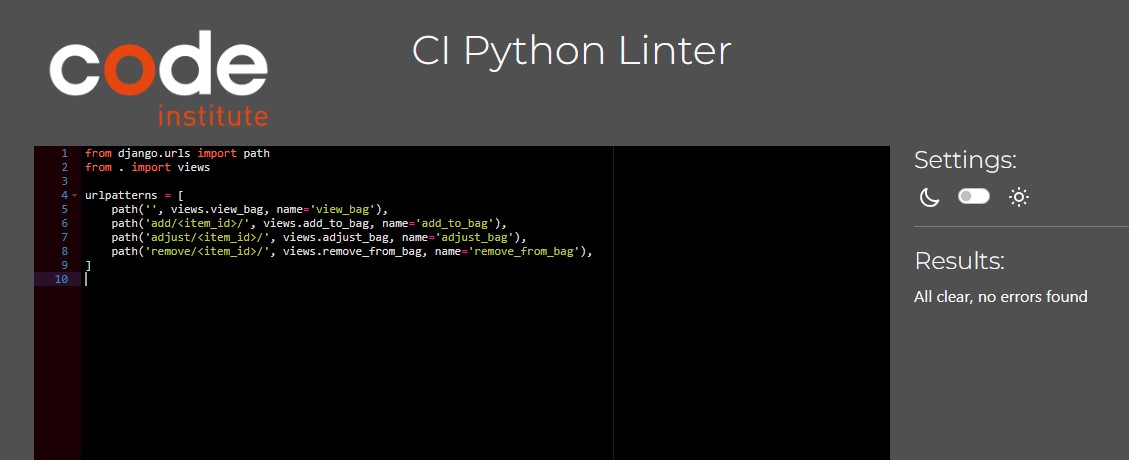 code
institute
CI Python Linter
1 from django.urls import path
2 from . import views
3
4 urlpatterns = [
5     path('', views.view_bag, name='view_bag'),
6     path('add/<item_id>/', views.add_to_bag, name='add_to_bag'),
7     path('adjust/<item_id>/', views.adjust_bag, name='adjust_bag'),
8     path('remove/<item_id>/', views.remove_from_bag, name='remove_from_bag'),
9 ]
10
Settings:
Results:
All clear, no errors found